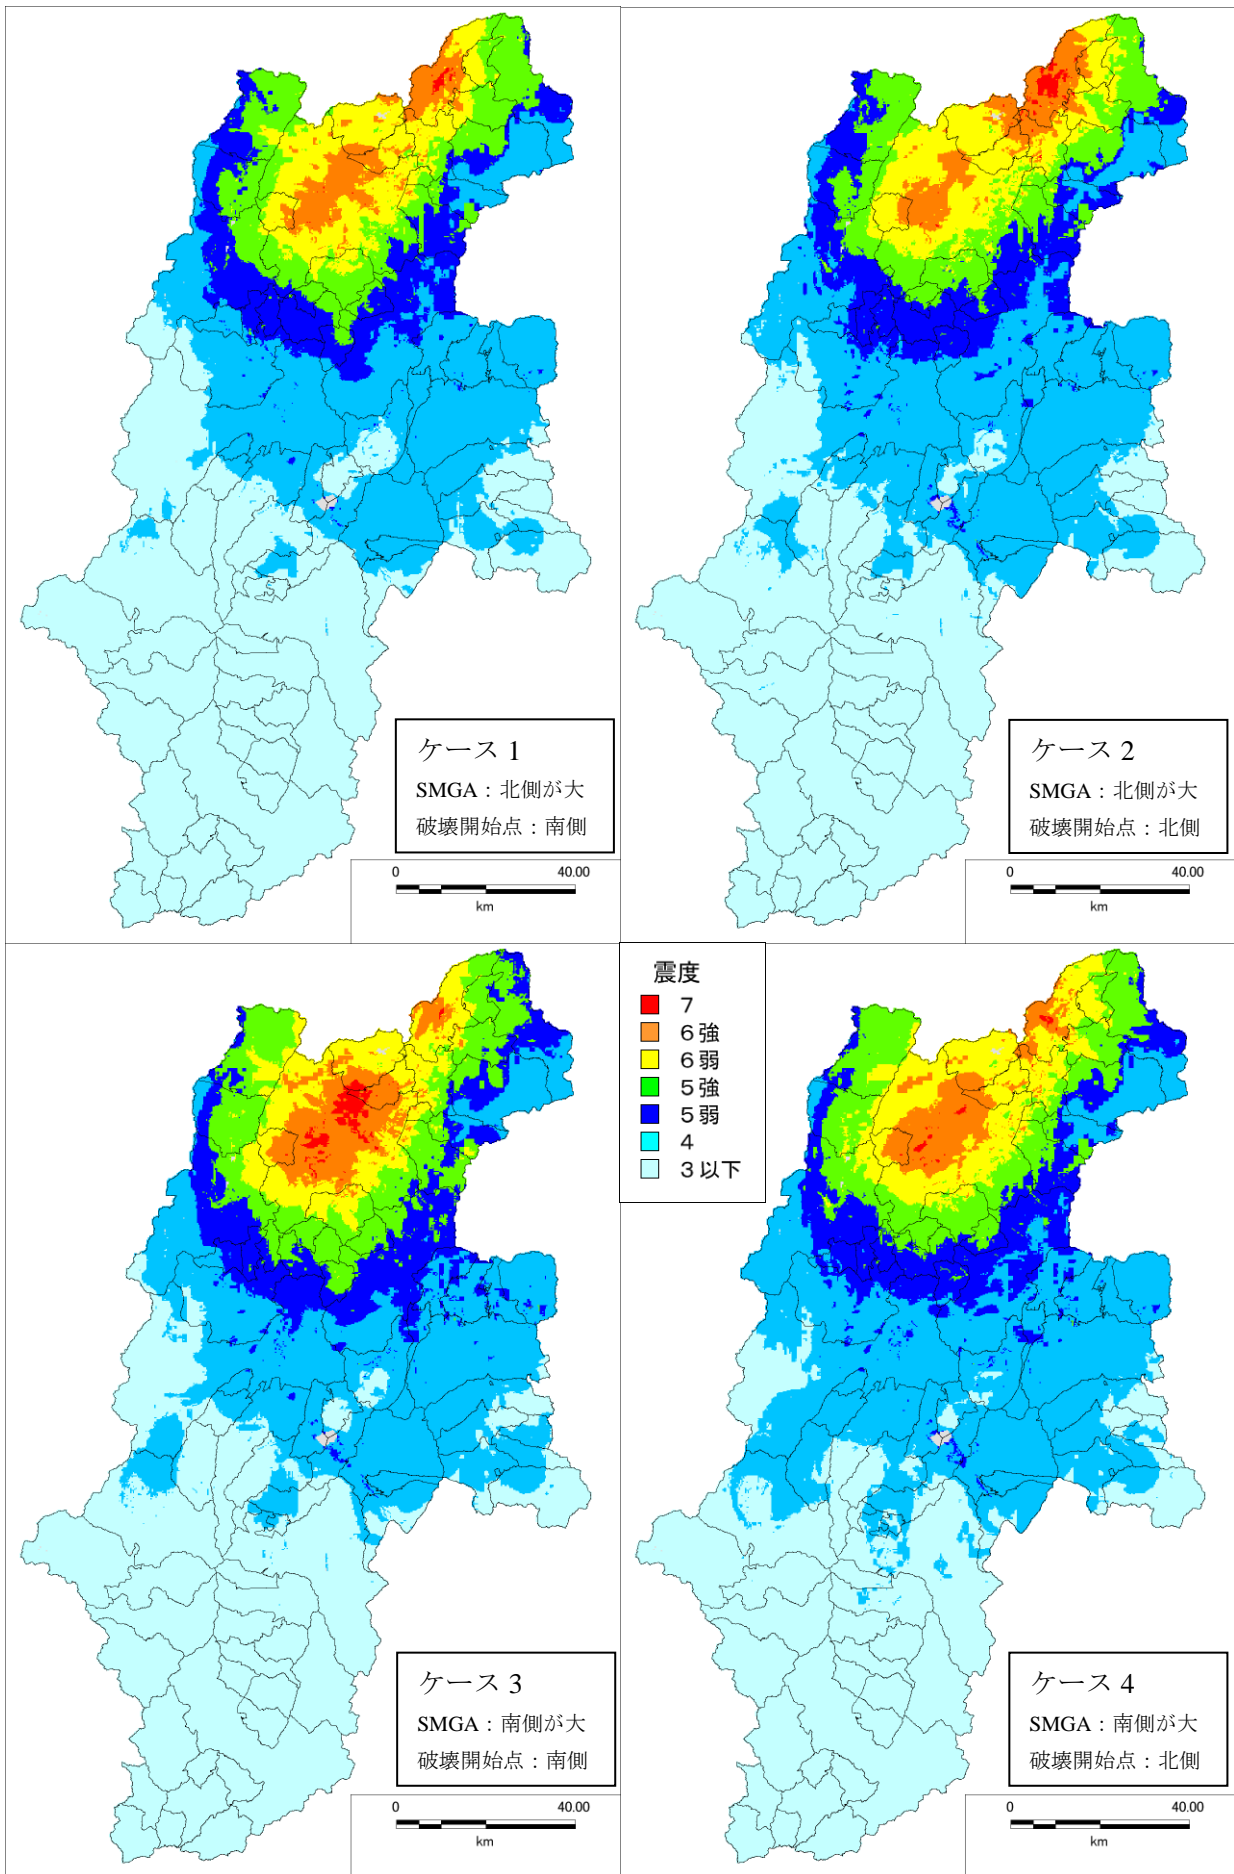 ケース 1
SMGA：北側が大
破壊開始点：南側
0 40.00
km
ケース 2
SMGA：北側が大
破壊開始点：北側
0 40.00
km
震度
7
6強
6弱
5強
5弱
4
3以下
ケース 3
SMGA：南側が大
破壊開始点：南側
0 40.00
km
ケース 4
SMGA：南側が大
破壊開始点：北側
0 40.00
km